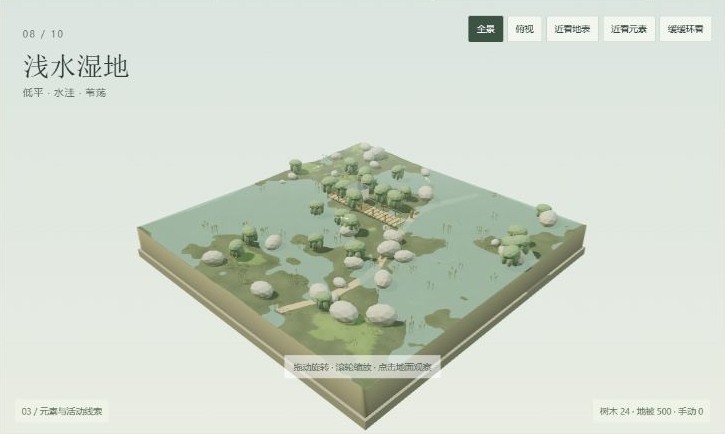 08 / 10
全景 俯视 近看地表 近看元素 缓缓环看
浅水湿地
低平 · 水洼 · 苇荡
拖动旋转 · 滚轮缩放 · 点击地面观察
03 / 元素与活动线索
树木 24 · 地被 500 · 手动 0